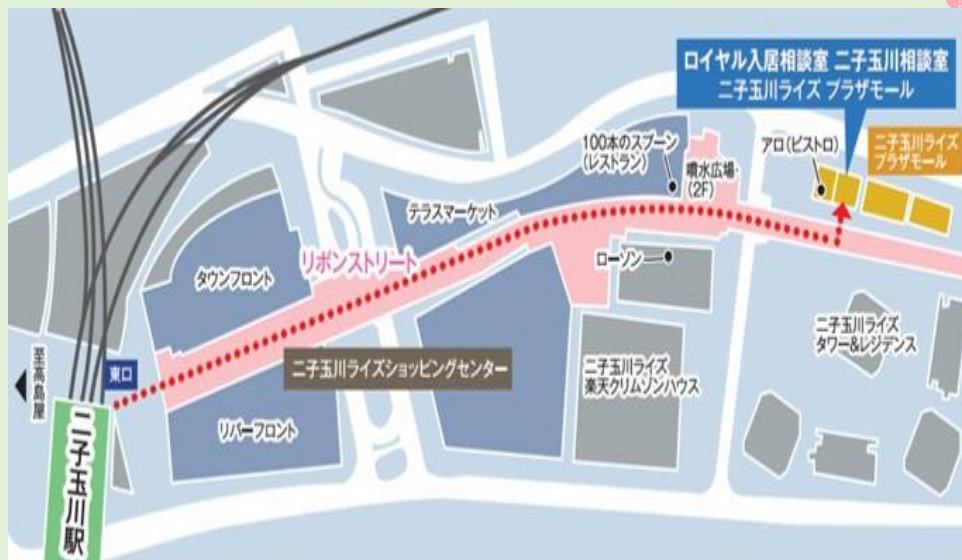 ロイヤル入居相談室 二子玉川相談室
二子玉川ライズ プラザモール
100本のスプーン
(レストラン)
噴水広場
(2F)
アロ(ビストロ)
二子玉川ライズ
プラザモール
テラスマーケット
リボンストリート
タウンフロント
ローソン
二子玉川ライズ
タワー&レジデンス
二子玉川ライズショッピングセンター
二子玉川ライズ
楽天クリムゾンハウス
東口
至高島屋
リバーフロント
二子玉川駅